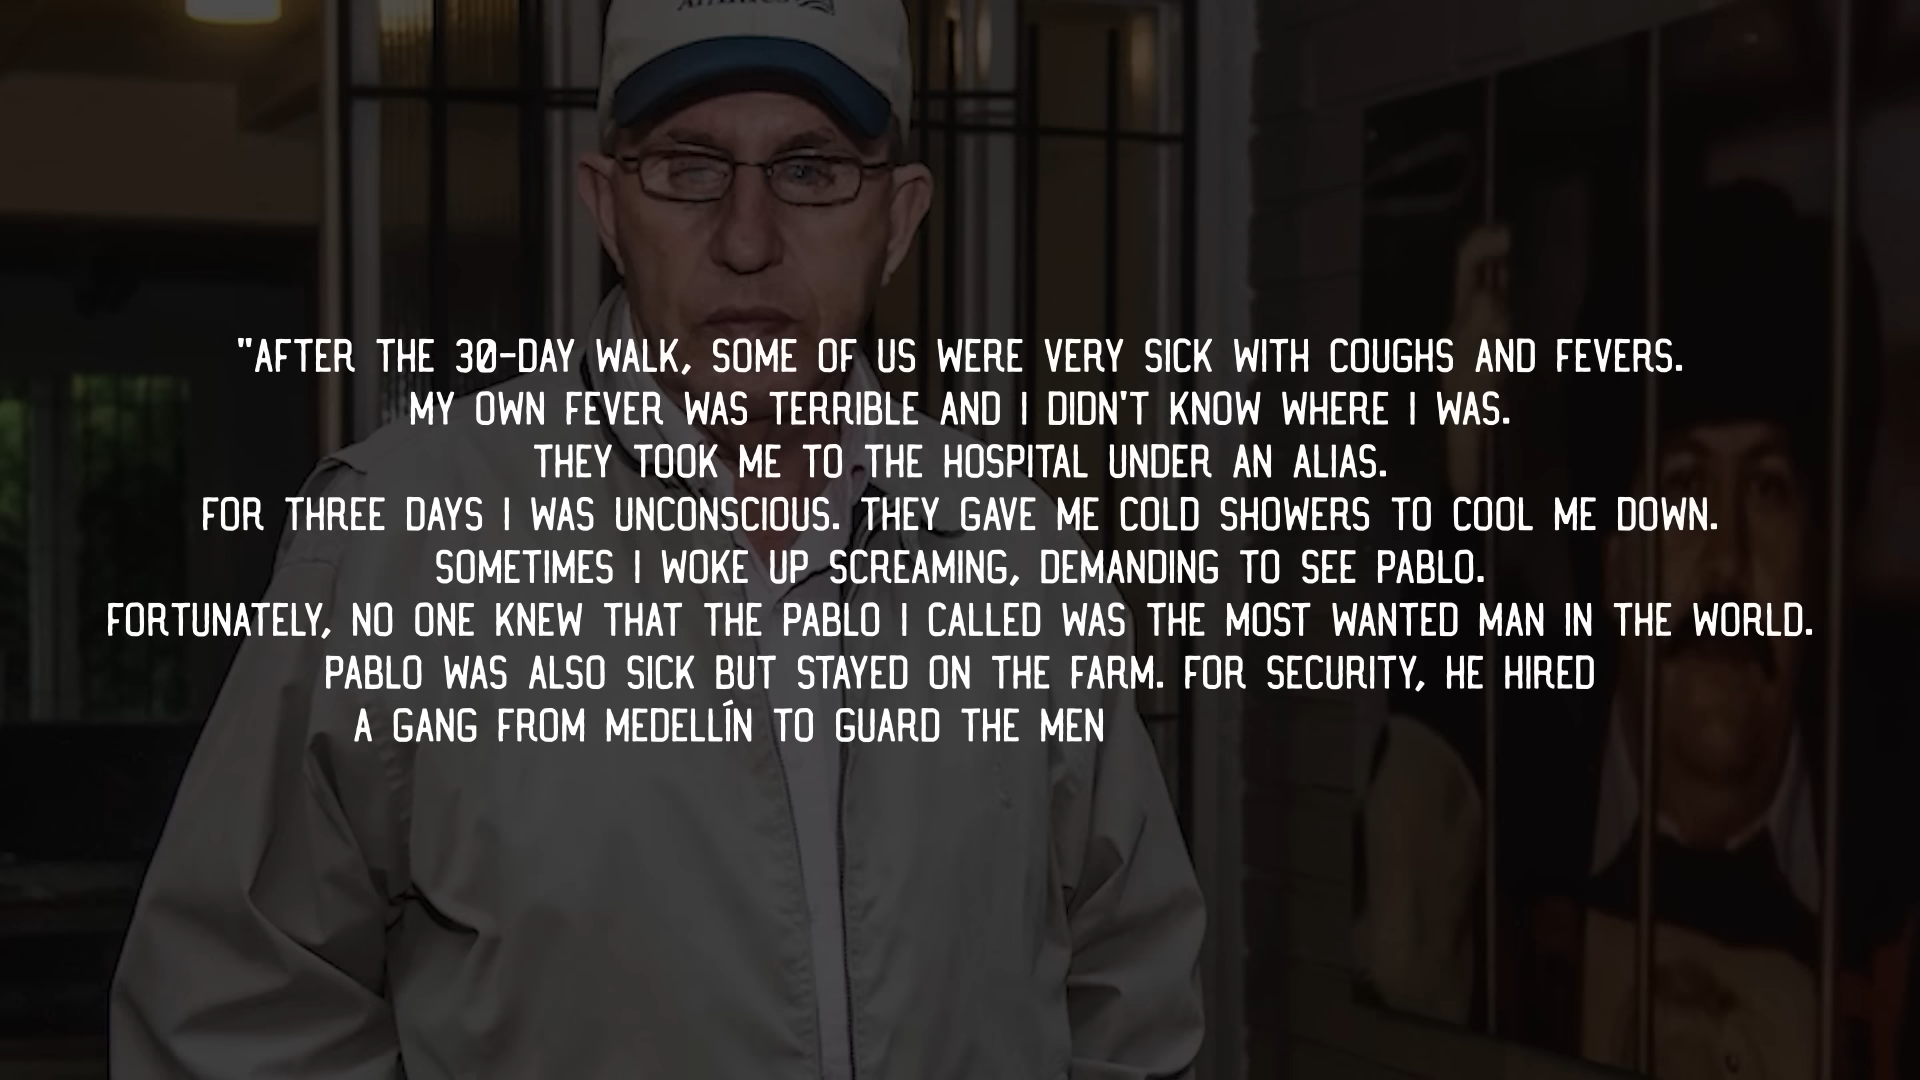 "AFTER THE 30-DAY WALK, SOME OF US WERE VERY SICK WITH COUGHS AND FEVERS.
MY OWN FEVER WAS TERRIBLE AND I DIDN'T KNOW WHERE I WAS.
THEY TOOK ME TO THE HOSPITAL UNDER AN ALIAS.
FOR THREE DAYS I WAS UNCONSCIOUS. THEY GAVE ME COLD SHOWERS TO COOL ME DOWN.
SOMETIMES I WOKE UP SCREAMING, DEMANDING TO SEE PABLO.
FORTUNATELY, NO ONE KNEW THAT THE PABLO I CALLED WAS THE MOST WANTED MAN IN THE WORLD.
PABLO WAS ALSO SICK BUT STAYED ON THE FARM. FOR SECURITY, HE HIRED
A GANG FROM MEDELLÍN TO GUARD THE MEN